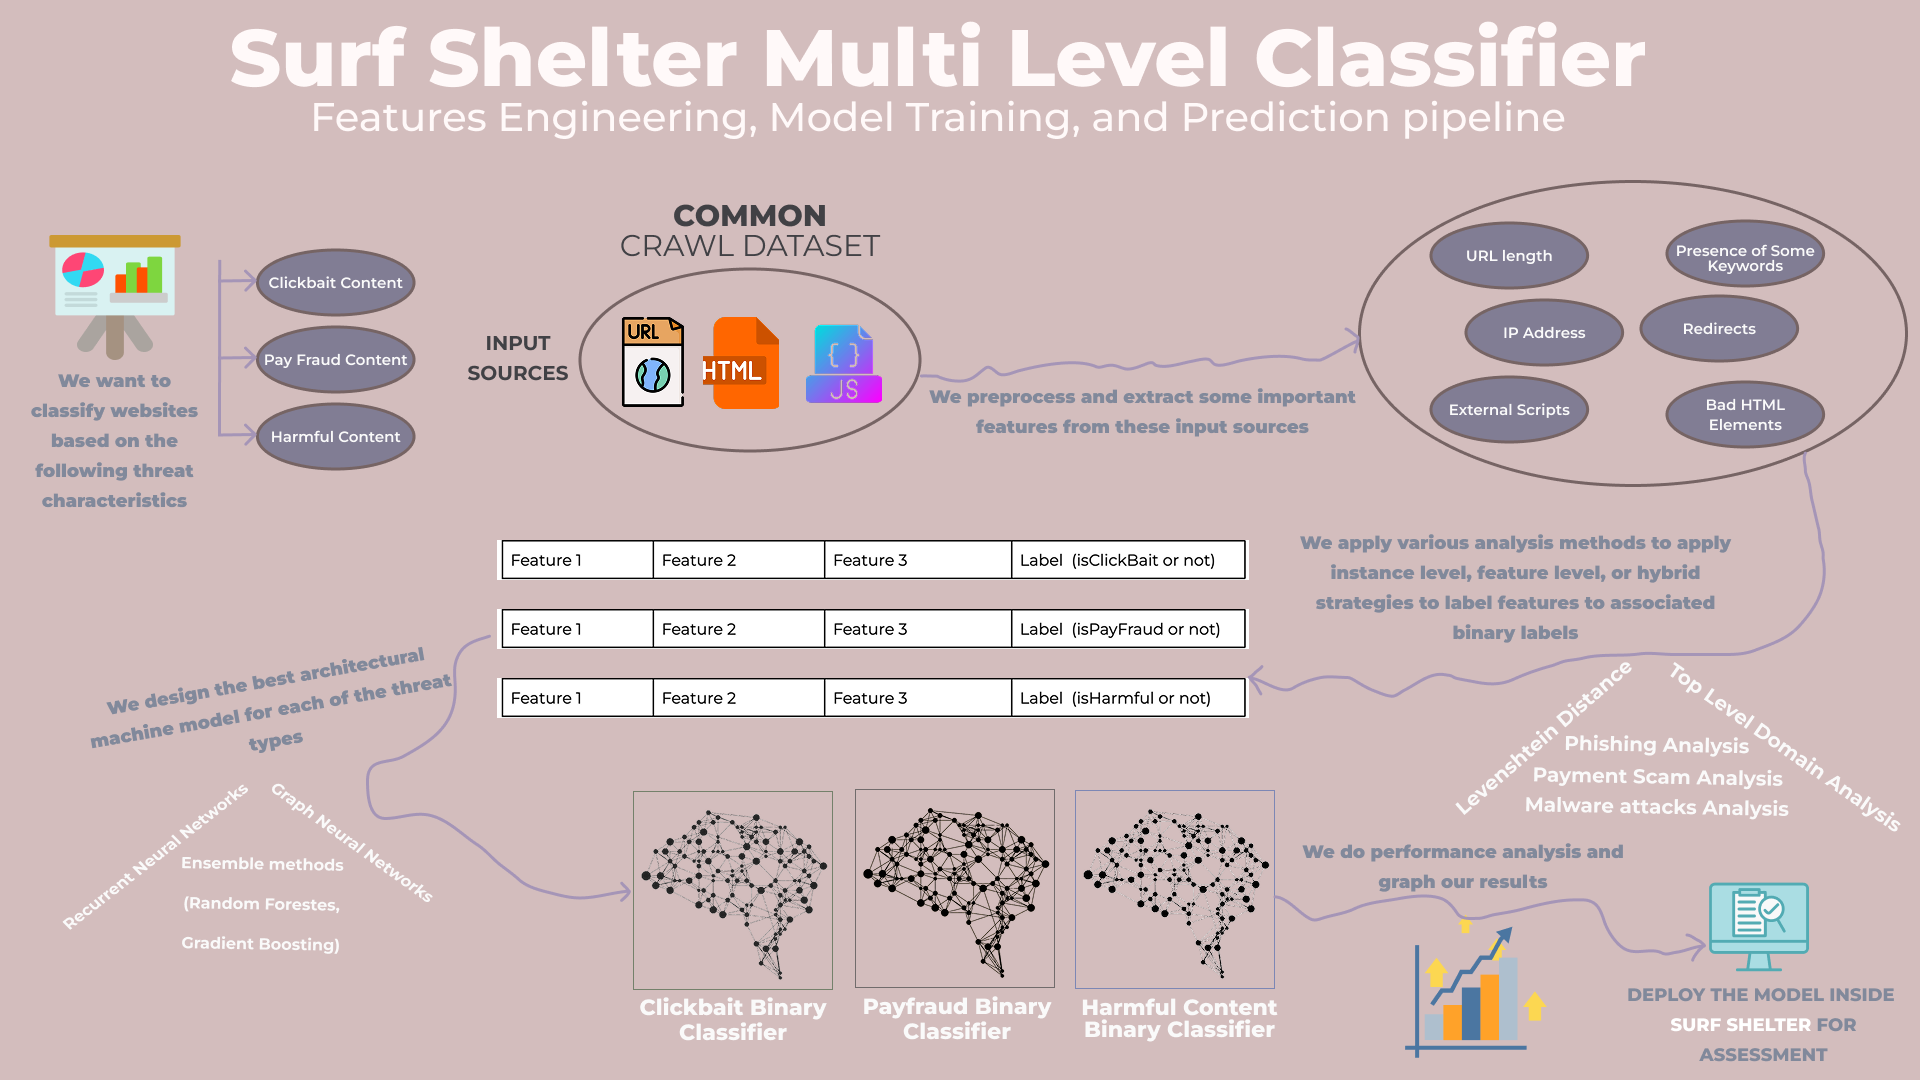 Surf Shelter Multi Level Classifier
Features Engineering, Model Training, and Prediction pipeline
We want to
classify websites
based on the
following threat
characteristics
Clickbait Content
Pay Fraud Content
Harmful Content
COMMON
CRAWL DATASET
INPUT
SOURCES
URL
HTML
{ }
JS
We preprocess and extract some important
features from these input sources
URL length
Presence of Some
Keywords
IP Address
Redirects
External Scripts
Bad HTML
Elements
We apply various analysis methods to apply
instance level, feature level, or hybrid
strategies to label features to associated
binary labels
Levenshtein Distance
Top Level Domain Analysis
Phishing Analysis
Payment Scam Analysis
Malware attacks Analysis
Feature 1 Feature 2 Feature 3 Label (isClickBait or not)
Feature 1 Feature 2 Feature 3 Label (isPayFraud or not)
Feature 1 Feature 2 Feature 3 Label (isHarmful or not)
We design the best architectural
machine model for each of the threat
types
Recurrent Neural Networks
Graph Neural Networks
Ensemble methods
(Random Forestes,
Gradient Boosting)
Clickbait Binary
Classifier
Payfraud Binary
Classifier
Harmful Content
Binary Classifier
We do performance analysis and
graph our results
DEPLOY THE MODEL INSIDE
SURF SHELTER FOR
ASSESSMENT